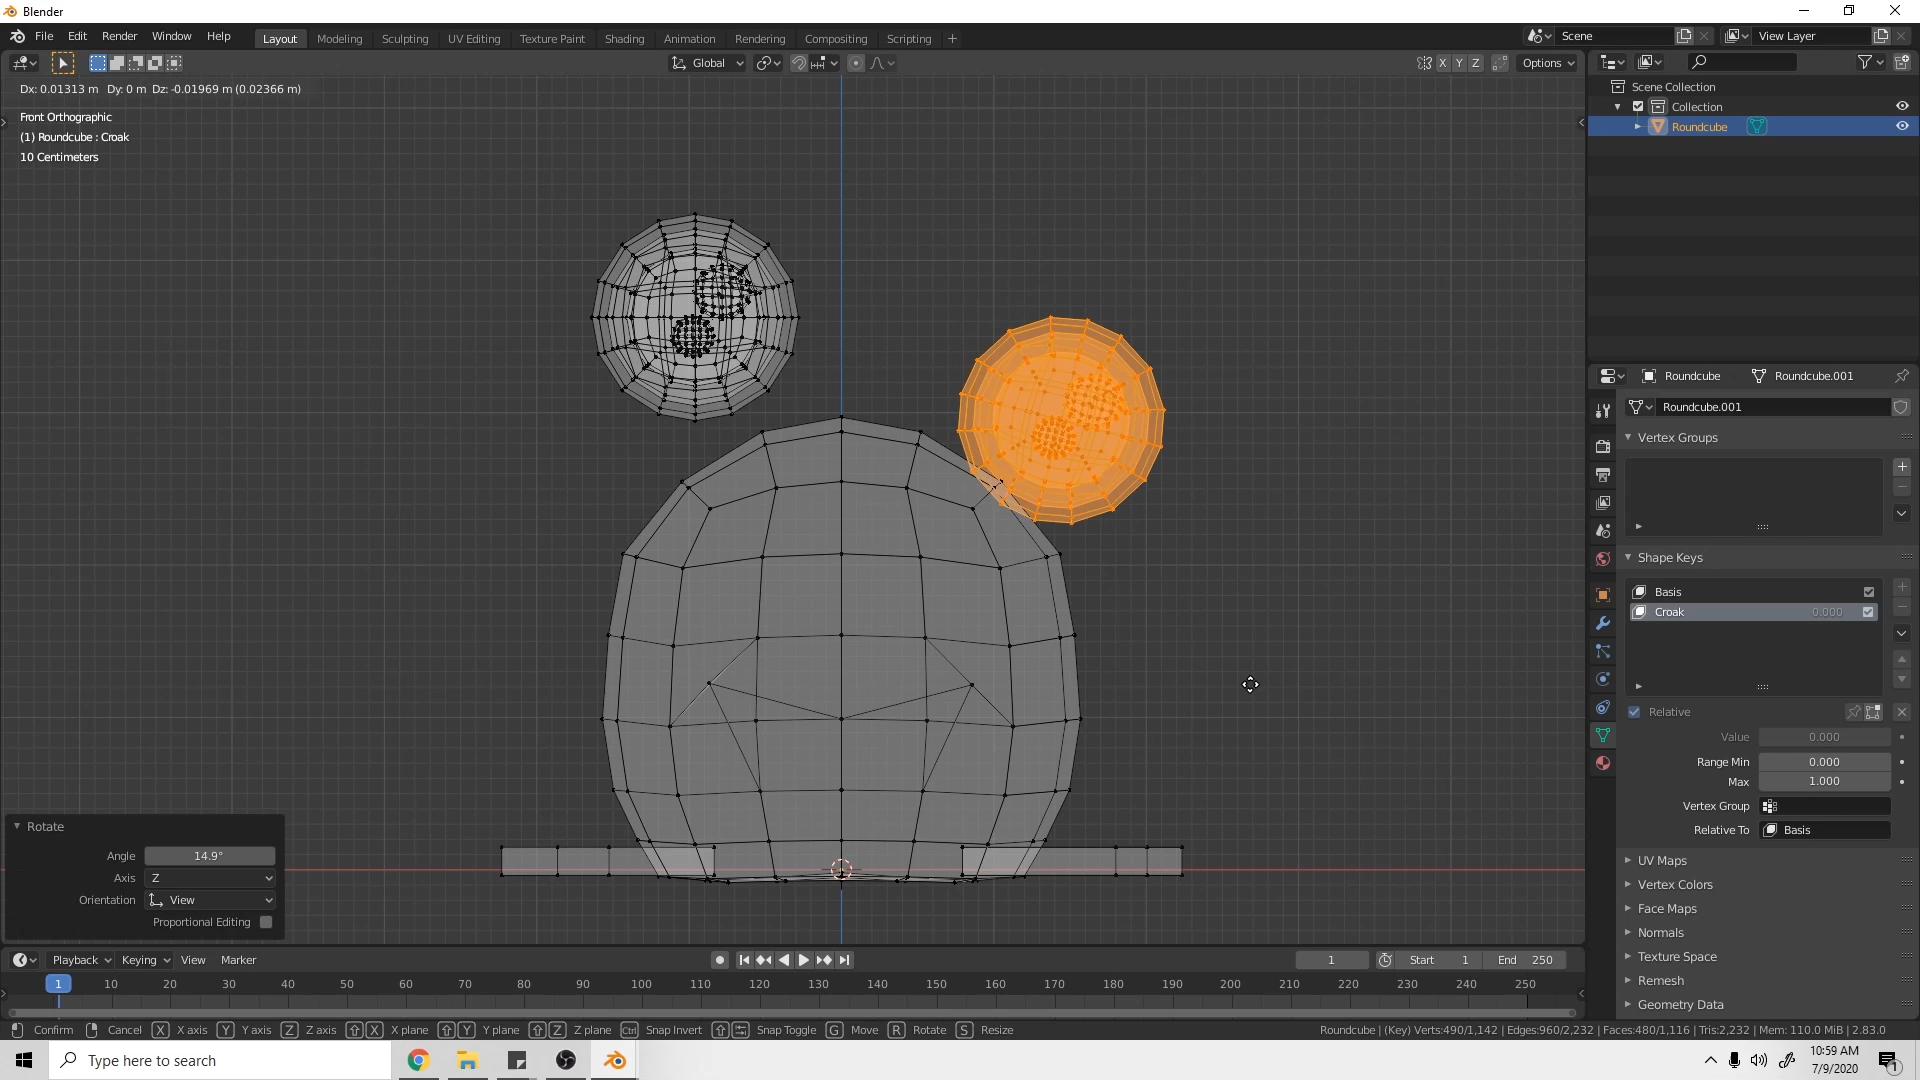 Blender
File Edit Render Window Help Layout Modeling Sculpting UV Editing Texture Paint Shading Animation Rendering Compositing Scripting + Scene View Layer
Global X Y Z Options
Dx: 0.01313 m Dy: 0 m Dz: -0.01969 m (0.02366 m)
Front Orthographic
(1) Roundcube : Croak
10 Centimeters
Scene Collection
Collection
Roundcube
Roundcube Roundcube.001
Roundcube.001
Vertex Groups
Shape Keys
Basis
Croak 0.000
Relative
Value 0.000
Range Min 0.000
Max 1.000
Vertex Group
Relative To Basis
UV Maps
Vertex Colors
Face Maps
Normals
Texture Space
Remesh
Geometry Data
Rotate
Angle 14.9°
Axis Z
Orientation View
Proportional Editing
Playback Keying View Marker 1 Start 1 End 250
1 10 20 30 40 50 60 70 80 90 100 110 120 130 140 150 160 170 180 190 200 210 220 230 240 250
Confirm Cancel X X axis Y Y axis Z Z axis X X plane Y Y plane Z Z plane Ctrl Snap Invert Snap Toggle G Move R Rotate S Resize Roundcube | (Key) Verts:490/1,142 | Edges:960/2,232 | Faces:480/1,116 | Tris:2,232 | Mem: 110.0 MiB | 2.83.0
Type here to search
10:59 AM
7/9/2020
1